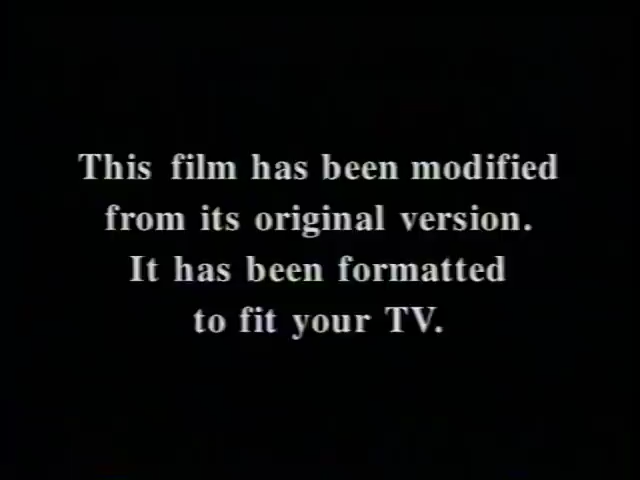 This film has been modified
from its original version.
It has been formatted
to fit your TV.